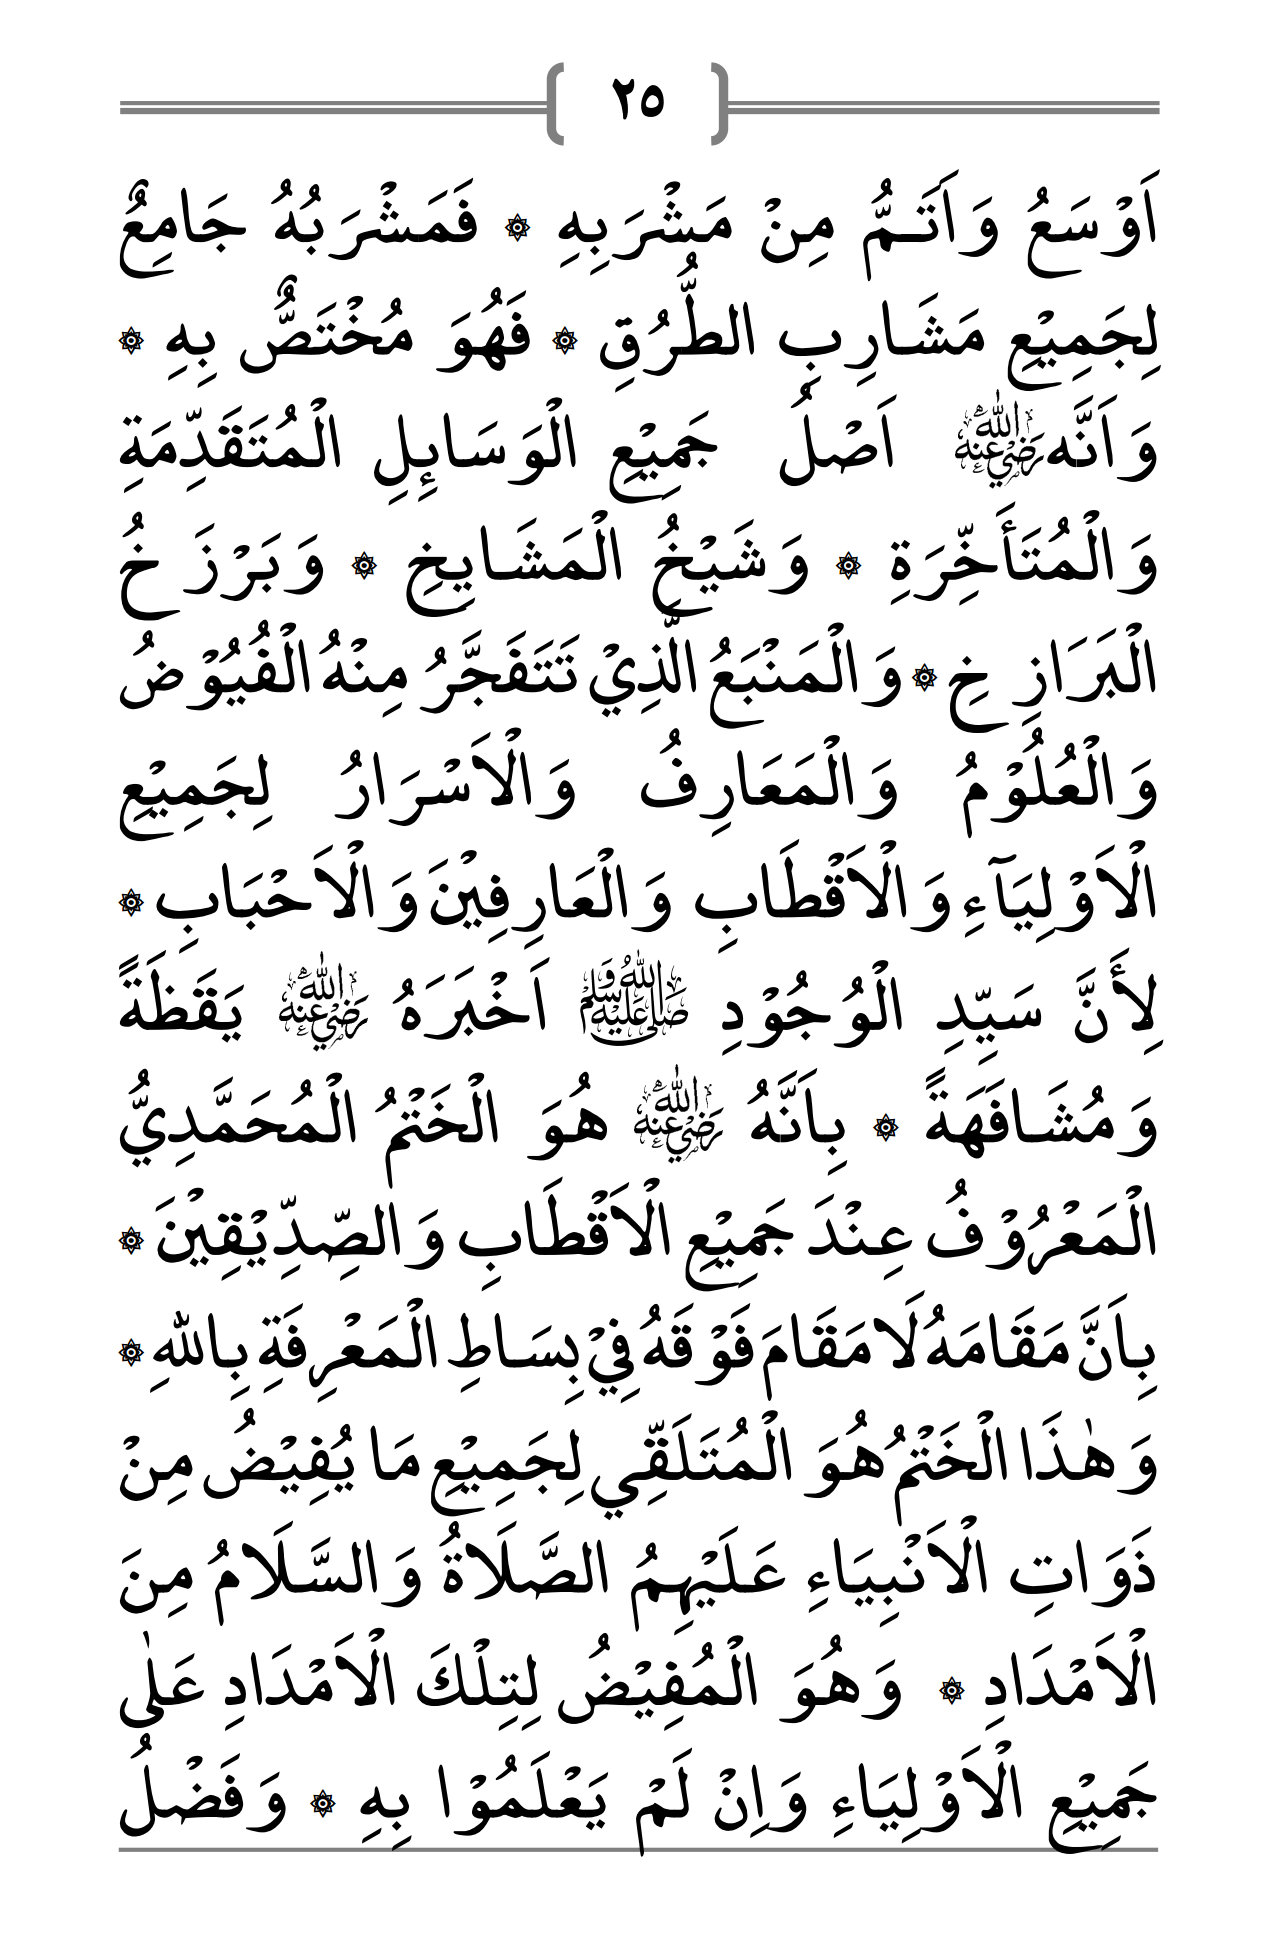 ٢٥
اَوْسَعُ وَاَتَمُّ مِنْ مَشْرَبِهِ ۞ فَمَشْرَبُهُ جَامِعٌ
لِجَمِيْعِ مَشَارِبِ الطُّرُقِ ۞ فَهُوَ مُخْتَصٌّ بِهِ ۞
وَاَنَّه رَضِيَ اللهُ عَنْهُ اَصْلُ جَمِيْعِ الْوَسَائِلِ الْمُتَقَدِّمَةِ
وَالْمُتَأَخِّرَةِ ۞ وَشَيْخُ الْمَشَايِخِ ۞ وَبَرْزَخُ
الْبَرَازِخِ ۞ وَالْمَنْبَعُ الَّذِيْ تَتَفَجَّرُ مِنْهُ الْفُيُوْضُ
وَالْعُلُوْمُ وَالْمَعَارِفُ وَالْاَسْرَارُ لِجَمِيْعِ
الْاَوْلِيَآءِ وَالْاَقْطَابِ وَالْعَارِفِيْنَ وَالْاَحْبَابِ ۞
لِأَنَّ سَيِّدِ الْوُجُوْدِ ﷺ اَخْبَرَهُ رَضِيَ اللهُ عَنْهُ يَقَظَةً
وَمُشَافَهَةً ۞ بِاَنَّهُ رَضِيَ اللهُ عَنْهُ هُوَ الْخَتْمُ الْمُحَمَّدِيُّ
الْمَعْرُوْفُ عِنْدَ جَمِيْعِ الْاَقْطَابِ وَالصِّدِّيْقِيْنَ ۞
بِاَنَّ مَقَامَهُ لَا مَقَامَ فَوْقَهُ فِيْ بِسَاطِ الْمَعْرِفَةِ بِاللهِ ۞
وَهٰذَا الْخَتْمُ هُوَ الْمُتَلَقِّي لِجَمِيْعِ مَا يُفِيْضُ مِنْ
ذَوَاتِ الْاَنْبِيَاءِ عَلَيْهِمُ الصَّلَاةُ وَالسَّلَامُ مِنَ
الْاَمْدَادِ ۞ وَهُوَ الْمُفِيْضُ لِتِلْكَ الْاَمْدَادِ عَلٰى
جَمِيْعِ الْاَوْلِيَاءِ وَاِنْ لَمْ يَعْلَمُوْا بِهِ ۞ وَفَضْلُ